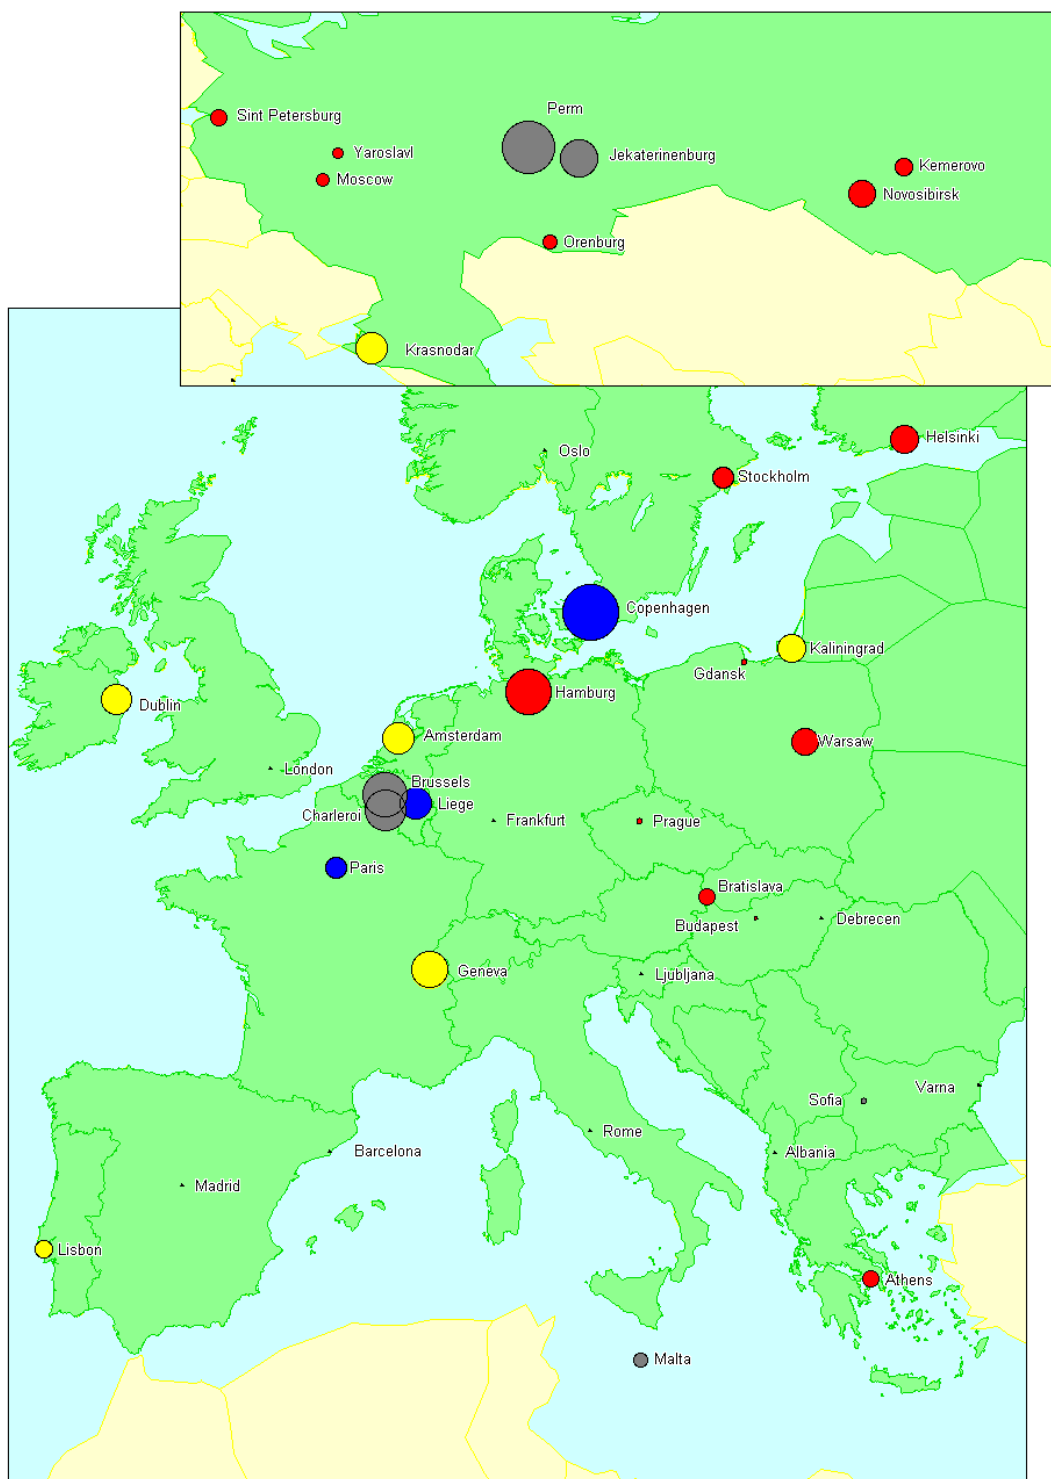 Perm
Sint Petersburg
Yaroslavl
Jekaterinenburg
Kemerovo
Moscow
Novosibirsk
Orenburg
Krasnodar
Helsinki
Oslo
Stockholm
Copenhagen
Kaliningrad
Gdansk
Hamburg
Dublin
Amsterdam
Warsaw
London
Brussels
Liege
Charleroi
Frankfurt
Prague
Paris
Bratislava
Budapest
Debrecen
Geneva
Ljubljana
Varna
Sofia
Rome
Barcelona
Albania
Madrid
Lisbon
Athens
Malta